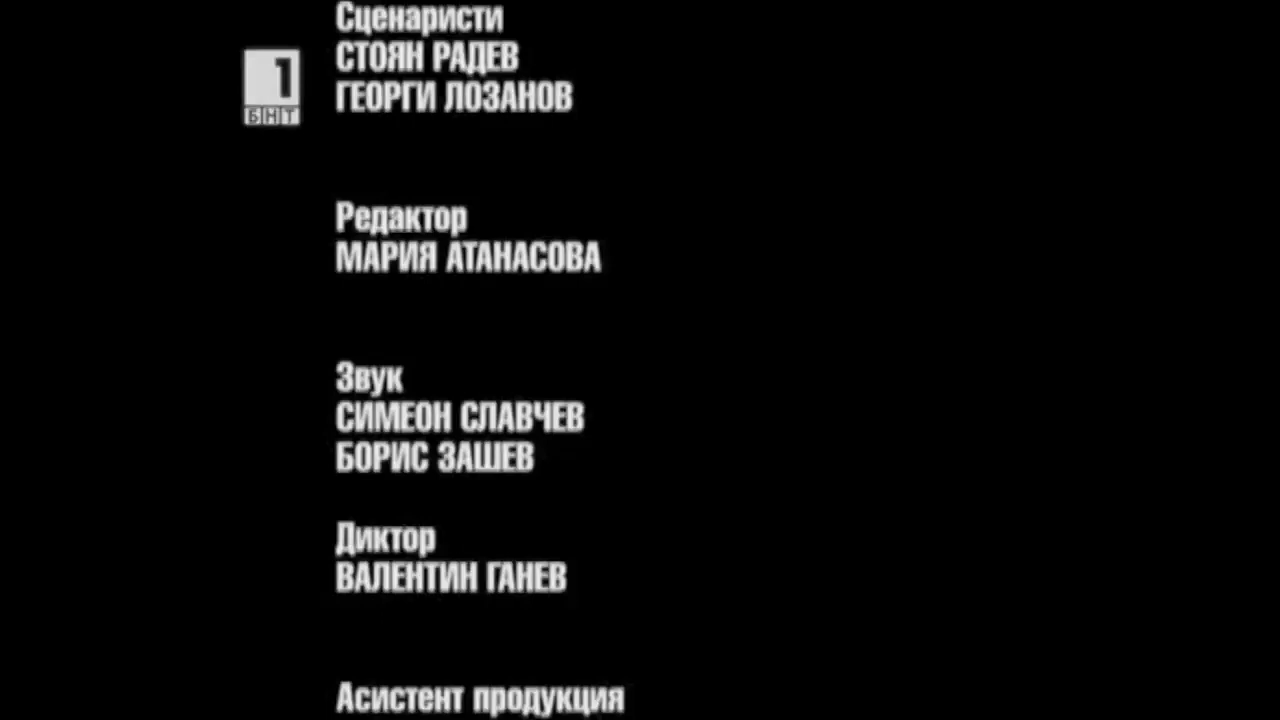 Сценаристи
СТОЯН РАДЕВ
ГЕОРГИ ЛОЗАНОВ
1
БНТ
Редактор
МАРИЯ АТАНАСОВА
Звук
СИМЕОН СЛАВЧЕВ
БОРИС ЗАШЕВ
Диктор
ВАЛЕНТИН ГАНЕВ
Асистент продукция